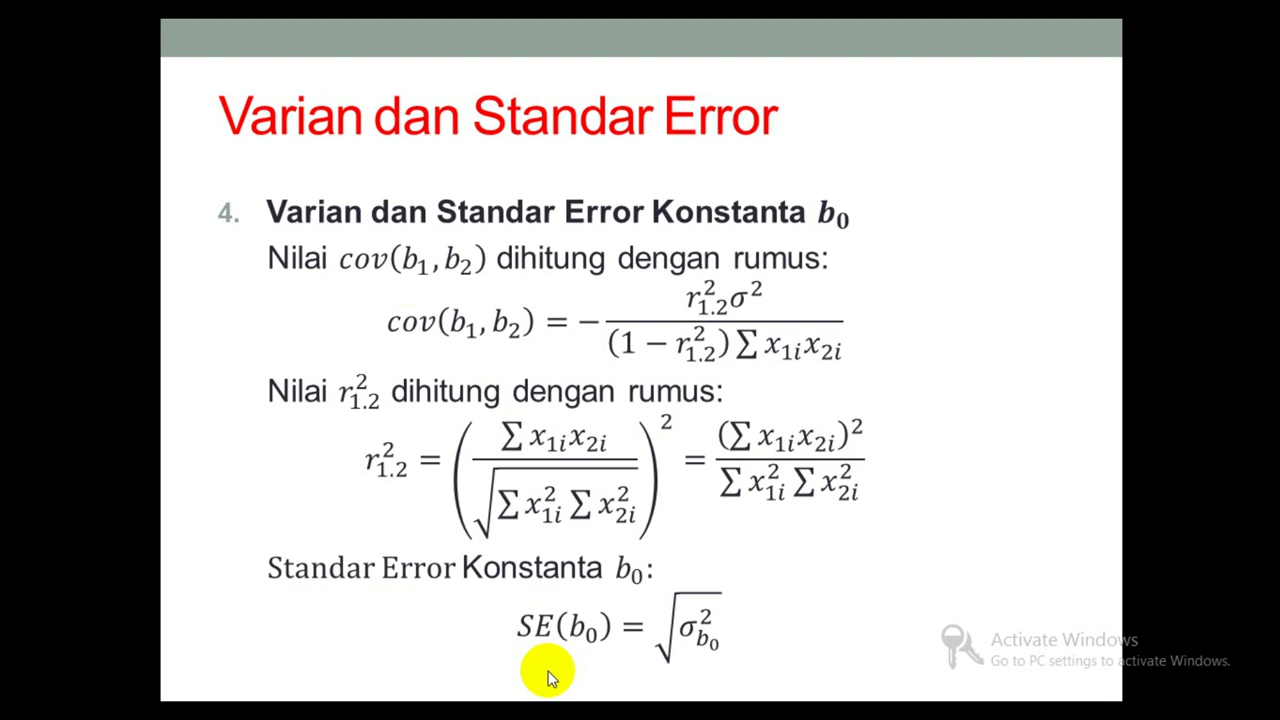 Varian dan Standar Error
4. Varian dan Standar Error Konstanta b₀
Nilai cov(b₁, b₂) dihitung dengan rumus:
cov(b₁, b₂) = − r²₁.₂σ² / (1 − r²₁.₂) ∑ x₁ᵢx₂ᵢ
Nilai r²₁.₂ dihitung dengan rumus:
r²₁.₂ = (∑ x₁ᵢx₂ᵢ / √(∑ x²₁ᵢ ∑ x²₂ᵢ))² = (∑ x₁ᵢx₂ᵢ)² / ∑ x²₁ᵢ ∑ x²₂ᵢ
Standar Error Konstanta b₀:
SE(b₀) = √σ²b₀
Activate Windows
Go to PC settings to activate Windows.